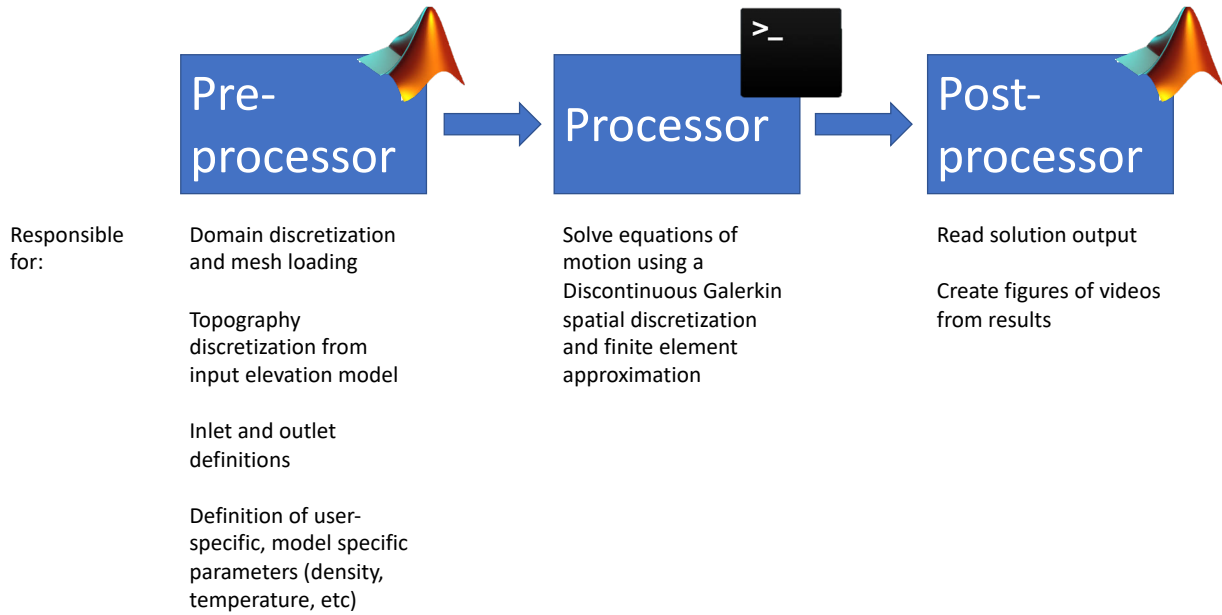 Pre-
processor
>_
Processor
Post-
processor
Responsible
for:
Domain discretization
and mesh loading
Topography
discretization from
input elevation model
Inlet and outlet
definitions
Definition of user-
specific, model specific
parameters (density,
temperature, etc)
Solve equations of
motion using a
Discontinuous Galerkin
spatial discretization
and finite element
approximation
Read solution output
Create figures of videos
from results